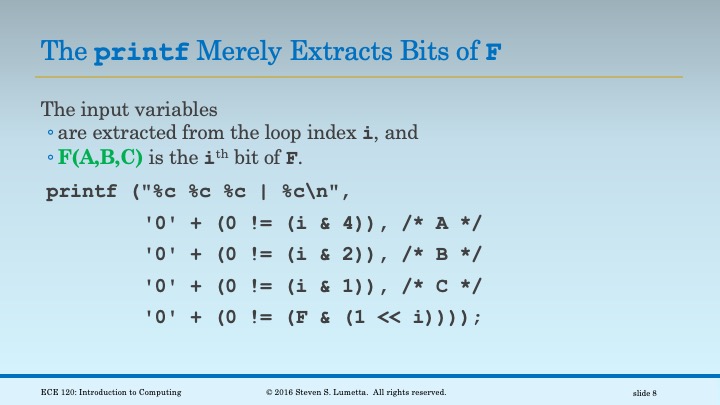 The printf Merely Extracts Bits of F
The input variables
◦ are extracted from the loop index i, and
◦ F(A,B,C) is the ith bit of F.
printf ("%c %c %c | %c\n",
'0' + (0 != (i & 4)), /* A */
'0' + (0 != (i & 2)), /* B */
'0' + (0 != (i & 1)), /* C */
'0' + (0 != (F & (1 << i))));
ECE 120: Introduction to Computing
© 2016 Steven S. Lumetta. All rights reserved.
slide 8